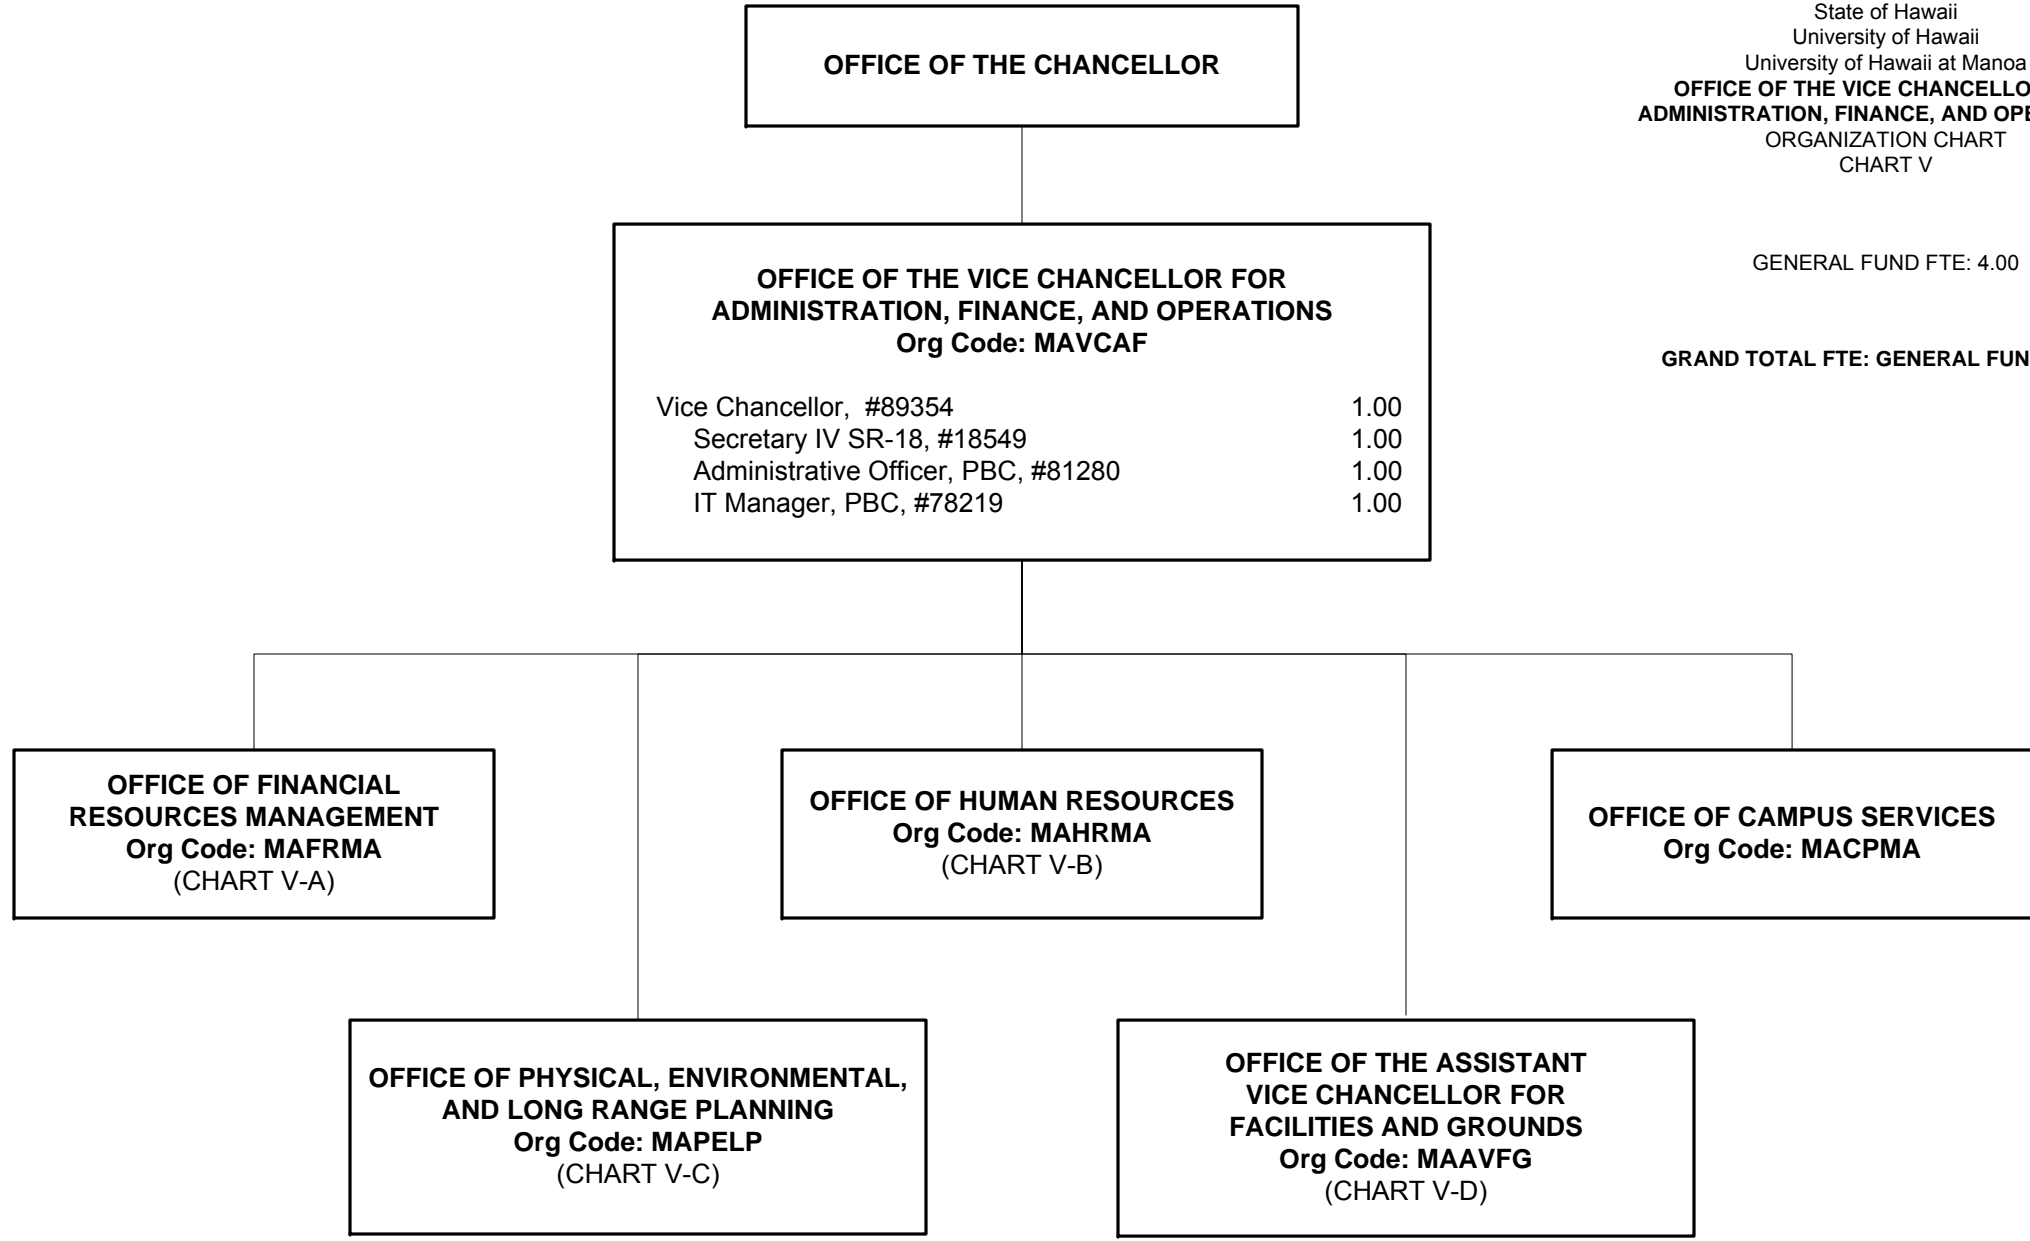 OFFICE OF THE CHANCELLOR
State of Hawaii
University of Hawaii
University of Hawaii at Manoa
OFFICE OF THE VICE
ADMINISTRATION, FINANCE, AND
ORGANIZATION CHART
CHART V
GENERAL FUND FTE: 4.00
GRAND TOTAL FTE: GENERAL
OFFICE OF THE VICE CHANCELLOR FOR
ADMINISTRATION, FINANCE, AND OPERATIONS
Org Code: MAVCAF
Vice Chancellor, #89354 1.00
Secretary IV SR-18, #18549 1.00
Administrative Officer, PBC, #81280 1.00
IT Manager, PBC, #78219 1.00
OFFICE OF FINANCIAL
RESOURCES MANAGEMENT
Org Code: MAFRMA
(CHART V-A)
OFFICE OF HUMAN RESOURCES
Org Code: MAHRMA
(CHART V-B)
OFFICE OF CAMPUS SERVICES
Org Code: MACPMA
OFFICE OF PHYSICAL, ENVIRONMENTAL,
AND LONG RANGE PLANNING
Org Code: MAPELP
(CHART V-C)
OFFICE OF THE ASSISTANT
VICE CHANCELLOR FOR
FACILITIES AND GROUNDS
Org Code: MAAVFG
(CHART V-D)